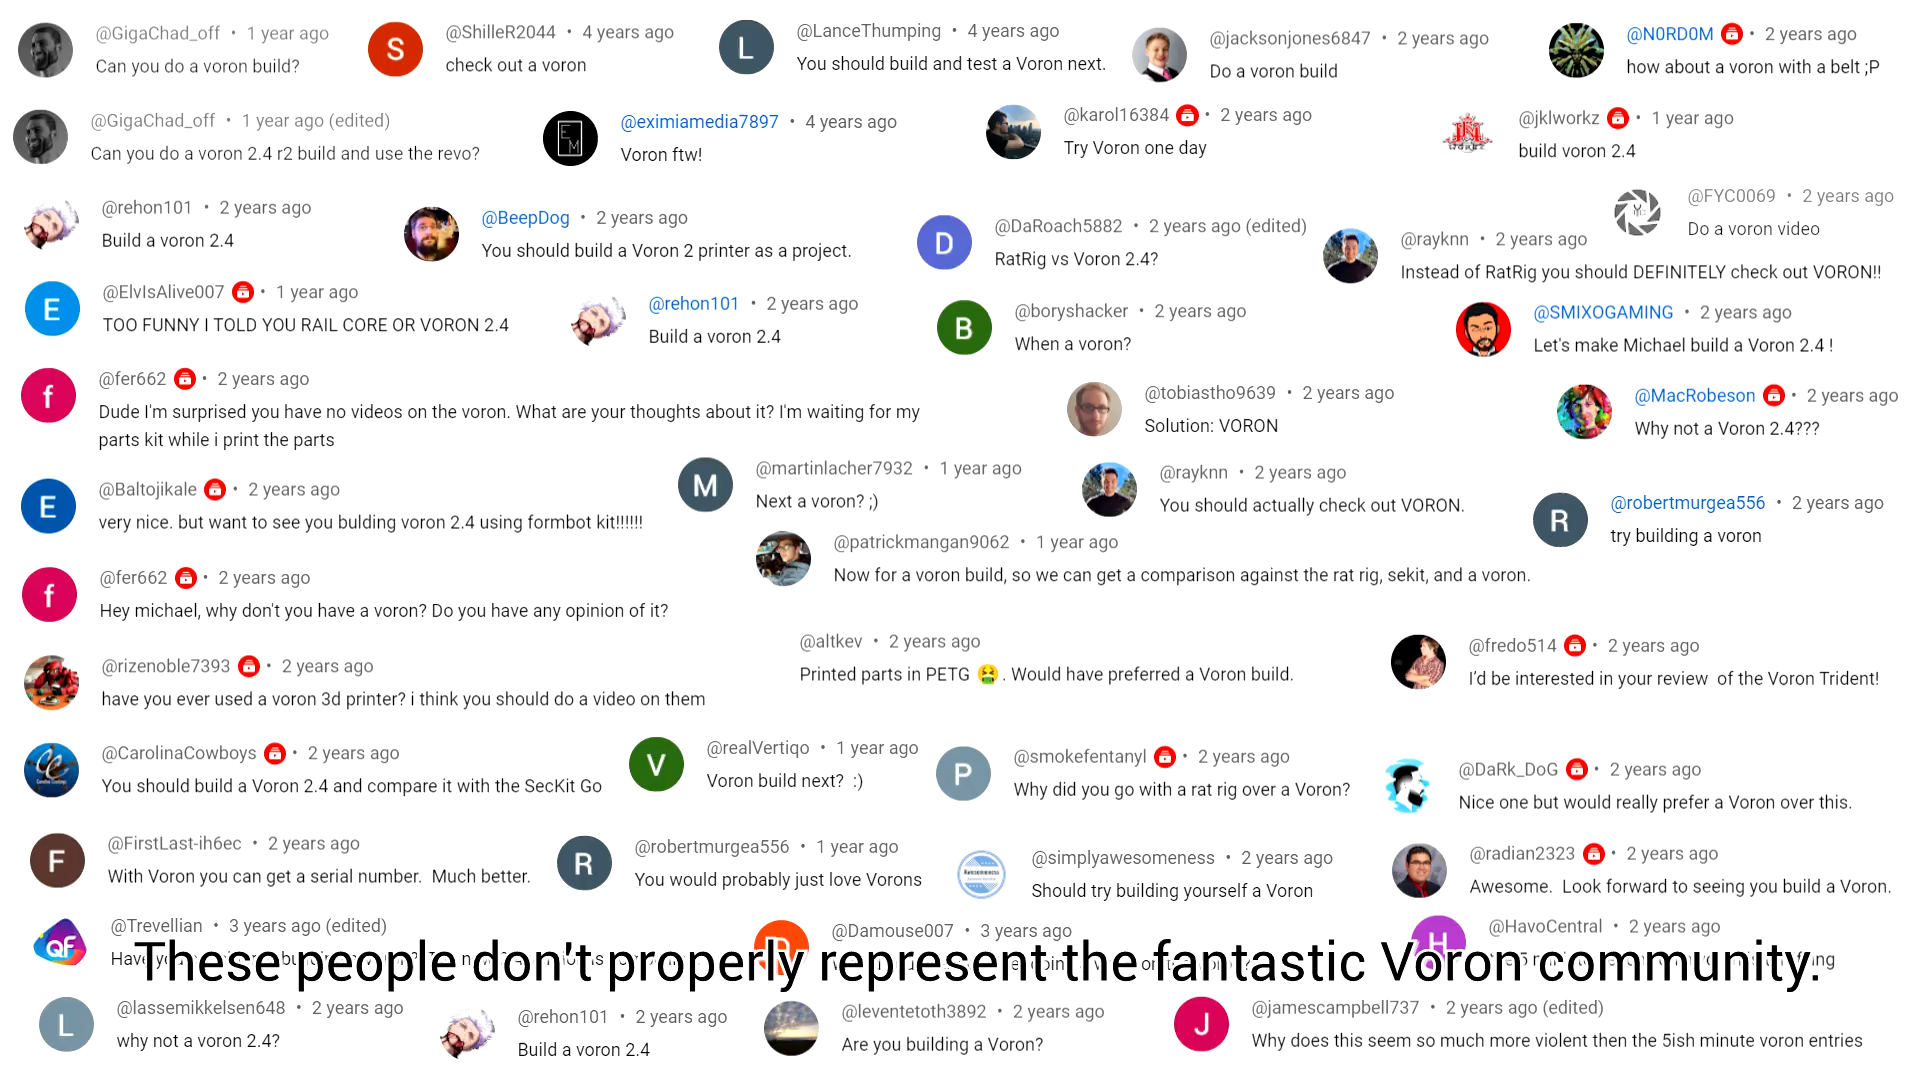 @GigaChad_off • 1 year ago
Can you do a voron build?
S
@ShilleR2044 • 4 years ago
check out a voron
L
@LanceThumping • 4 years ago
You should build and test a Voron next.
@jacksonjones6847 • 2 years ago
Do a voron build
@N0RD0M • 2 years ago
how about a voron with a belt ;P
@GigaChad_off • 1 year ago (edited)
Can you do a voron 2.4 r2 build and use the revo?
EM
@eximiamedia7897 • 4 years ago
Voron ftw!
@karol16384 • 2 years ago
Try Voron one day
@jklworkz • 1 year ago
build voron 2.4
@rehon101 • 2 years ago
Build a voron 2.4
@BeepDog • 2 years ago
You should build a Voron 2 printer as a project.
D
@DaRoach5882 • 2 years ago (edited)
RatRig vs Voron 2.4?
@rayknn • 2 years ago
Instead of RatRig you should DEFINITELY check out VORON!!
@FYC0069 • 2 years ago
Do a voron video
E
@ElvIsAlive007 • 1 year ago
TOO FUNNY I TOLD YOU RAIL CORE OR VORON 2.4
@rehon101 • 2 years ago
Build a voron 2.4
B
@boryshacker • 2 years ago
When a voron?
@SMIXOGAMING • 2 years ago
Let's make Michael build a Voron 2.4 !
f
@fer662 • 2 years ago
Dude I'm surprised you have no videos on the voron. What are your thoughts about it? I'm waiting for my
parts kit while i print the parts
@tobiastho9639 • 2 years ago
Solution: VORON
@MacRobeson • 2 years ago
Why not a Voron 2.4???
E
@Baltojikale • 2 years ago
very nice. but want to see you bulding voron 2.4 using formbot kit!!!!!!
M
@martinlacher7932 • 1 year ago
Next a voron? ;)
@rayknn • 2 years ago
You should actually check out VORON.
R
@robertmurgea556 • 2 years ago
try building a voron
@patrickmangan9062 • 1 year ago
Now for a voron build, so we can get a comparison against the rat rig, sekit, and a voron.
f
@fer662 • 2 years ago
Hey michael, why don't you have a voron? Do you have any opinion of it?
@altkev • 2 years ago
Printed parts in PETG 🤮. Would have preferred a Voron build.
@fredo514 • 2 years ago
I'd be interested in your review of the Voron Trident!
@rizenoble7393 • 2 years ago
have you ever used a voron 3d printer? i think you should do a video on them
@CarolinaCowboys • 2 years ago
You should build a Voron 2.4 and compare it with the SecKit Go
V
@realVertiqo • 1 year ago
Voron build next? :)
P
@smokefentanyl • 2 years ago
Why did you go with a rat rig over a Voron?
@DaRk_DoG • 2 years ago
Nice one but would really prefer a Voron over this.
F
@FirstLast-ih6ec • 2 years ago
With Voron you can get a serial number. Much better.
R
@robertmurgea556 • 1 year ago
You would probably just love Vorons
Awesomeness
@simplyawesomeness • 2 years ago
Should try building yourself a Voron
@radian2323 • 2 years ago
Awesome. Look forward to seeing you build a Voron.
QF
@Trevellian • 3 years ago (edited)
@Damouse007 • 3 years ago
H
@HavoCentral • 2 years ago
These people don't properly represent the fantastic Voron community.
L
@lassemikkelsen648 • 2 years ago
why not a voron 2.4?
@rehon101 • 2 years ago
Build a voron 2.4
@leventetoth3892 • 2 years ago
Are you building a Voron?
J
@jamescampbell737 • 2 years ago (edited)
Why does this seem so much more violent then the 5ish minute voron entries